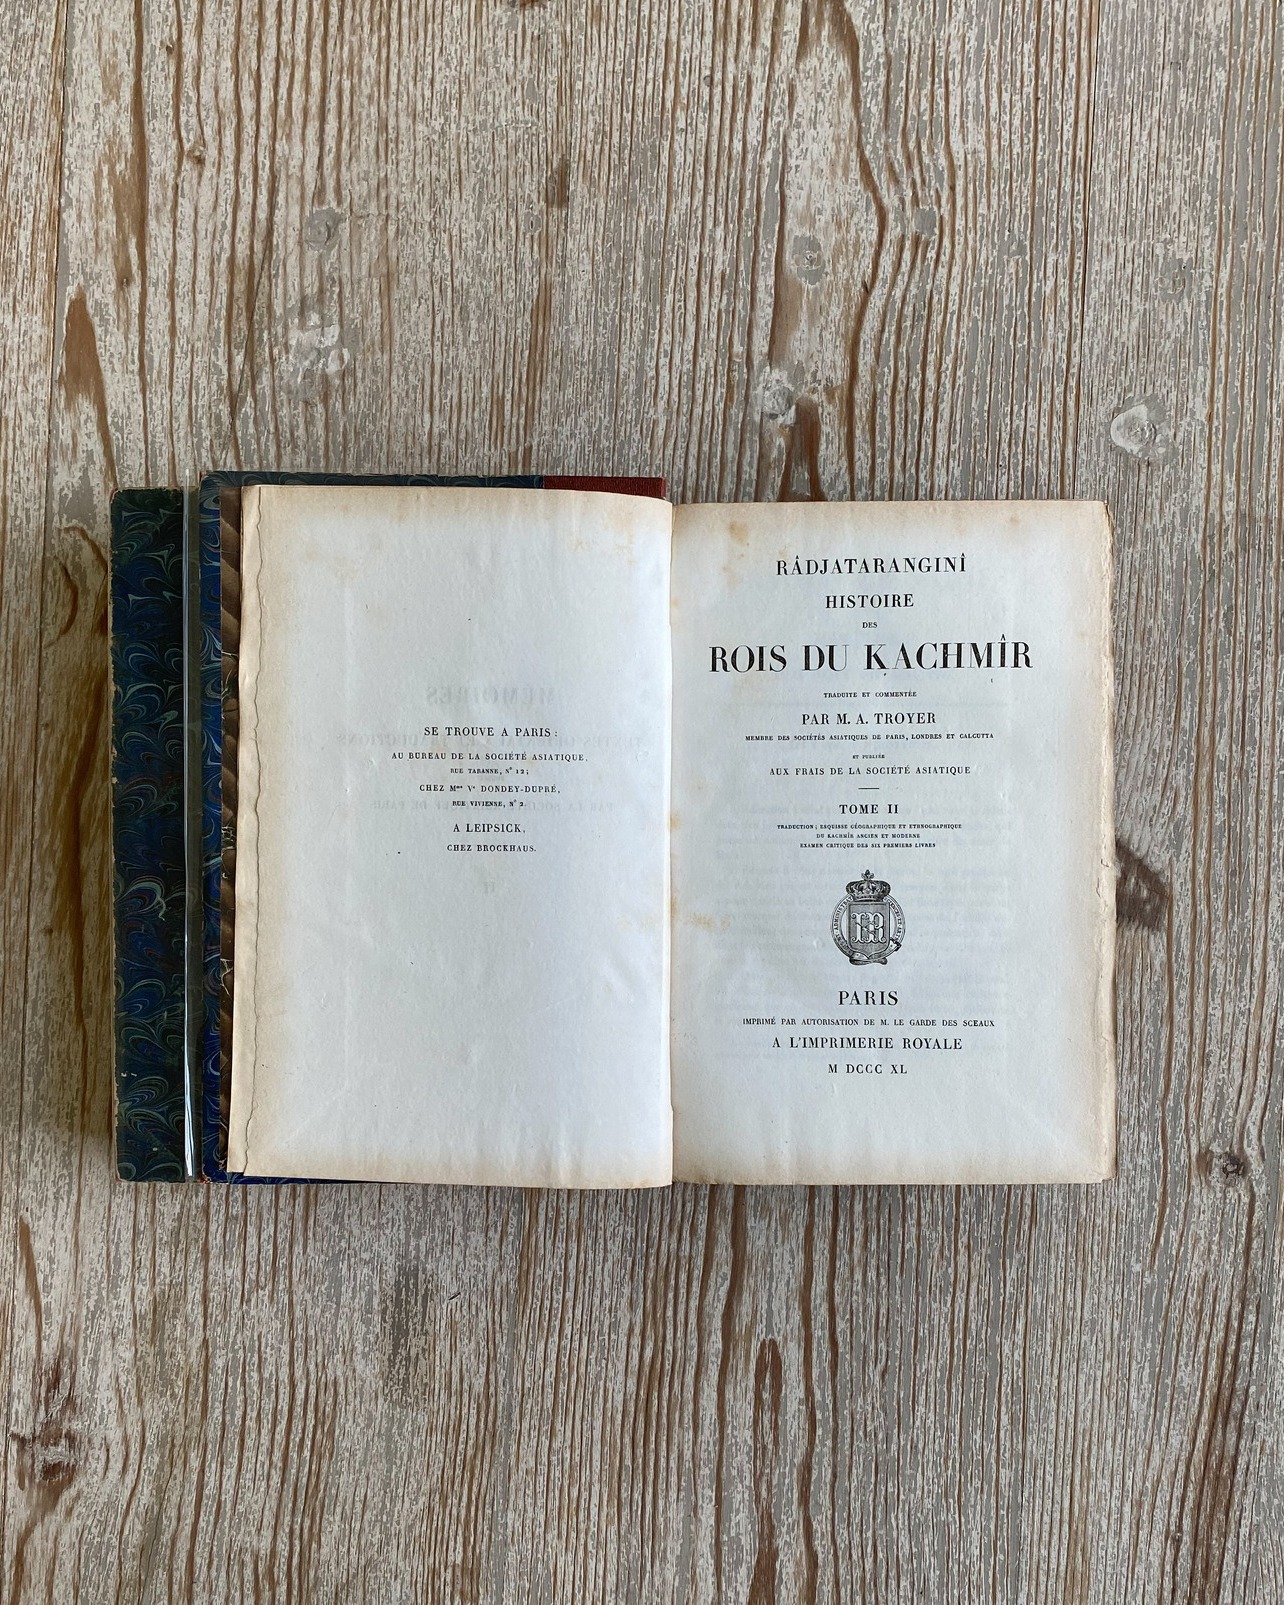 SE TROUVE A PARIS :
AU BUREAU DE LA SOCIÉTÉ ASIATIQUE,
RUE TARANNE, N° 12;
CHEZ Mme Ve DONDEY-DUPRÉ,
RUE VIVIENNE, N° 2.
A LEIPSICK,
CHEZ BROCKHAUS.
RÂDJATARANGINÎ
HISTOIRE
DES
ROIS DU KACHMÎR
TRADUITE ET COMMENTÉE
PAR M. A. TROYER
MEMBRE DES SOCIÉTÉS ASIATIQUES DE PARIS, LONDRES ET CALCUTTA
ET PUBLIÉE
AUX FRAIS DE LA SOCIÉTÉ ASIATIQUE
TOME II
TRADUCTION; ESQUISSE GÉOGRAPHIQUE ET ETHNOGRAPHIQUE
DU KACHMÎR ANCIEN ET MODERNE
EXAMEN CRITIQUE DES SIX PREMIERS LIVRES
IR
PARIS
IMPRIMÉ PAR AUTORISATION DE M. LE GARDE DES SCEAUX
A L'IMPRIMERIE ROYALE
M DCCC XL